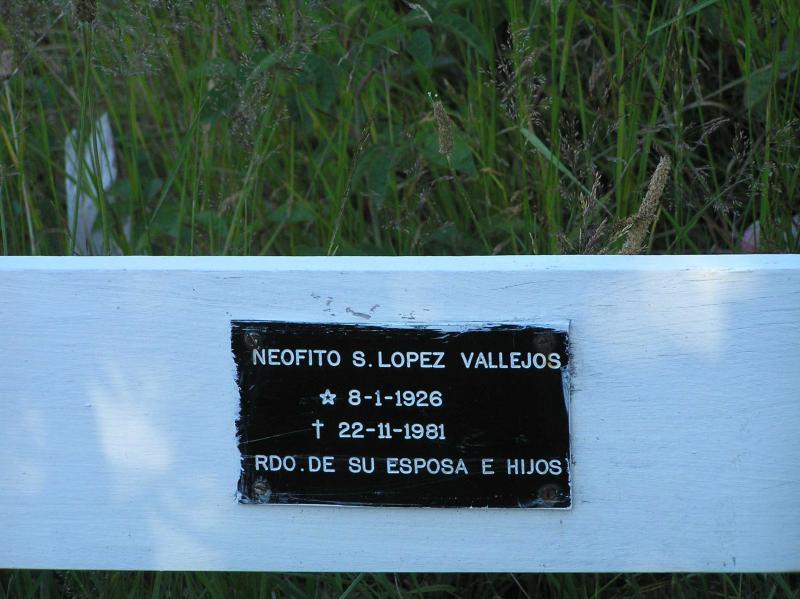 NEOFITO S. LOPEZ VALLEJOS
☆ 8-1-1926
† 22-11-1981
RDO. DE SU ESPOSA E HIJOS